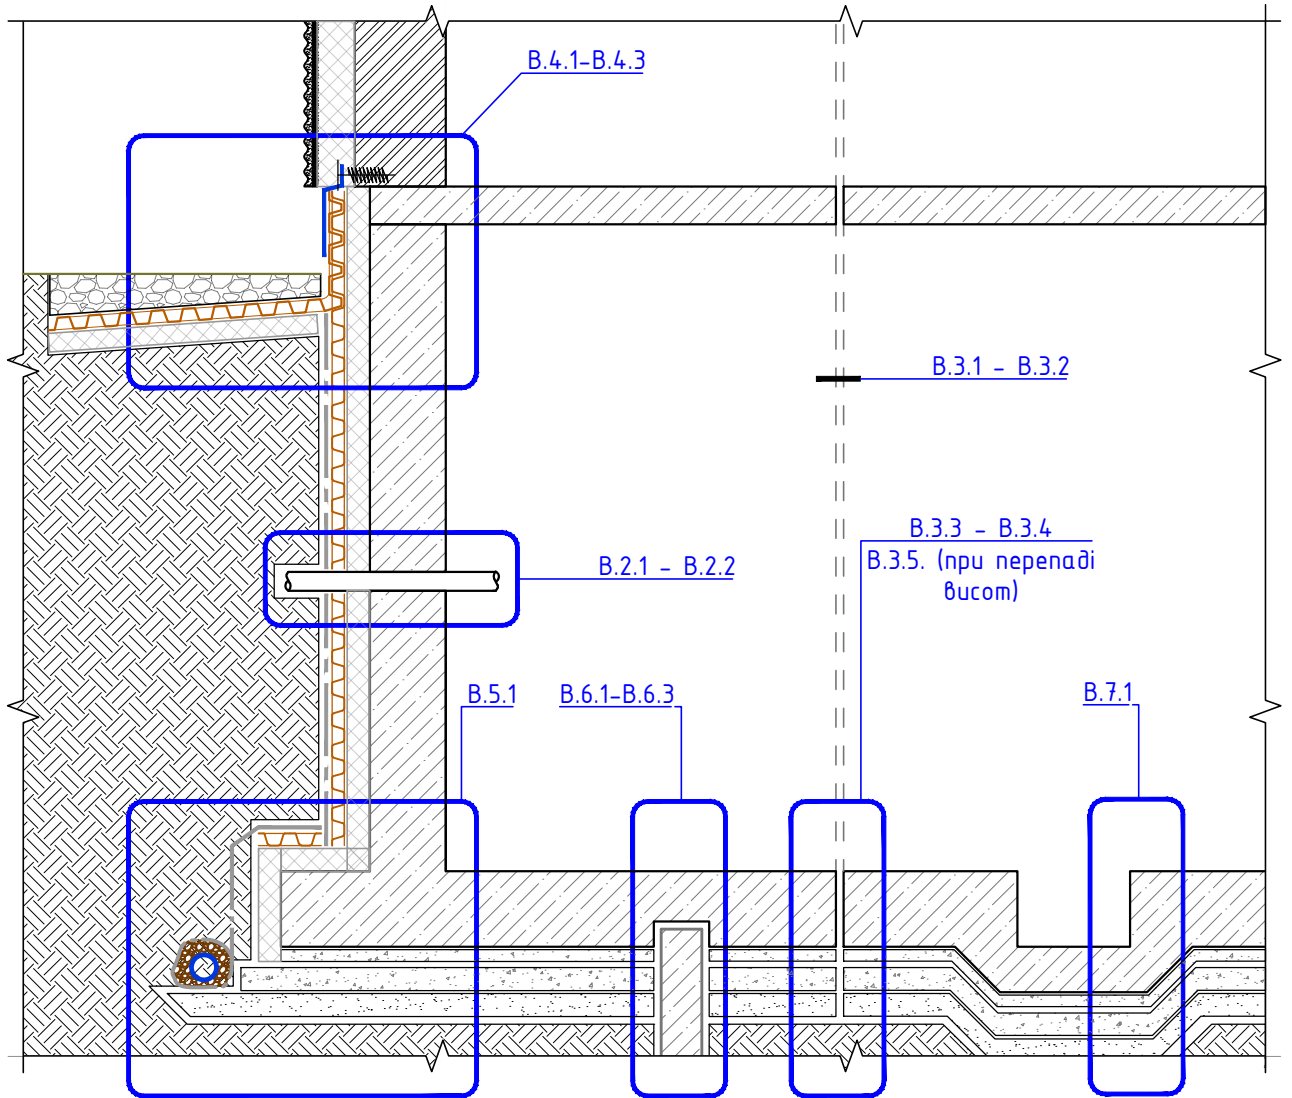 В.4.1-В.4.3
В.3.1 - В.3.2
В.3.3 - В.3.4
В.3.5. (при перепаді
висот)
В.2.1 - В.2.2
В.5.1
В.6.1-В.6.3
В.7.1